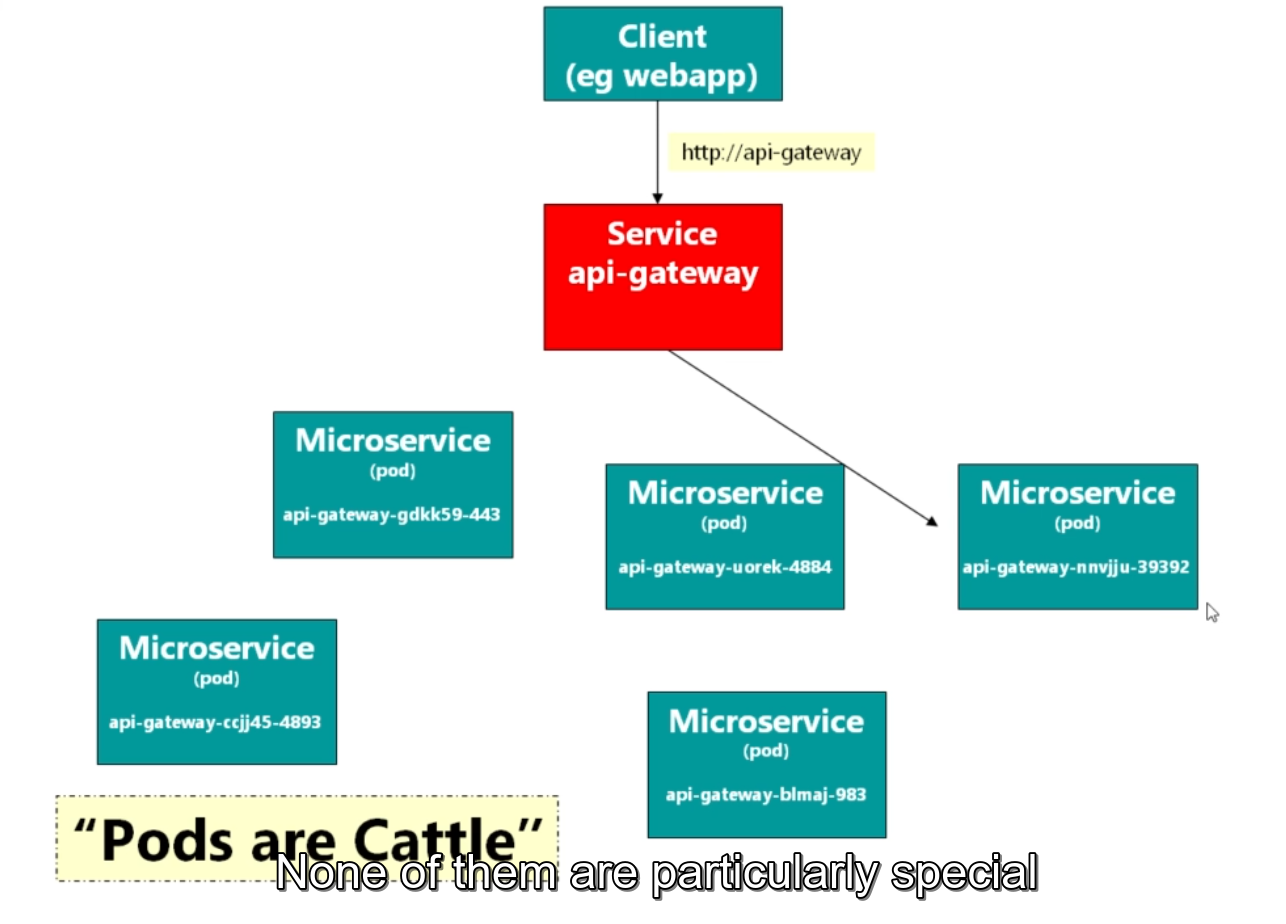 Client
(eg webapp)
http://api-gateway
Service
api-gateway
Microservice
(pod)
api-gateway-gdkk59-443
Microservice
(pod)
api-gateway-uorek-4884
Microservice
(pod)
api-gateway-nnvjju-39392
Microservice
(pod)
api-gateway-ccjj45-4893
Microservice
(pod)
api-gateway-blmaj-983
“Pods are Cattle”
None of them are particularly special